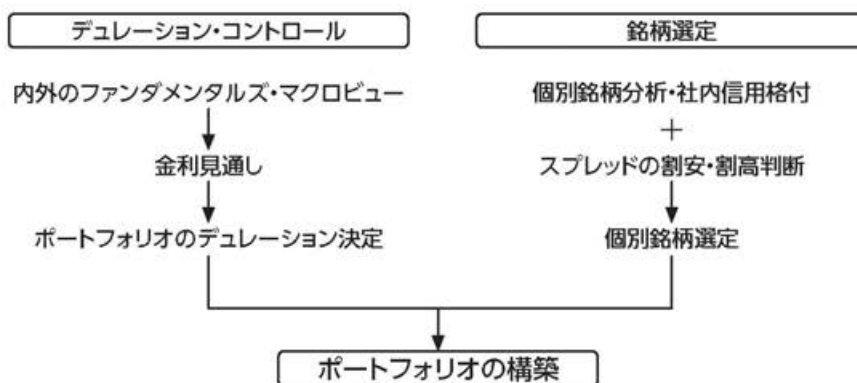 デュレーション・コントロール
内外のファンダメンタルズ・マクロビュー
金利見通し
ポートフォリオのデュレーション決定
銘柄選定
個別銘柄分析・社内信用格付
+
スプレッドの割安・割高判断
個別銘柄選定
ポートフォリオの構築